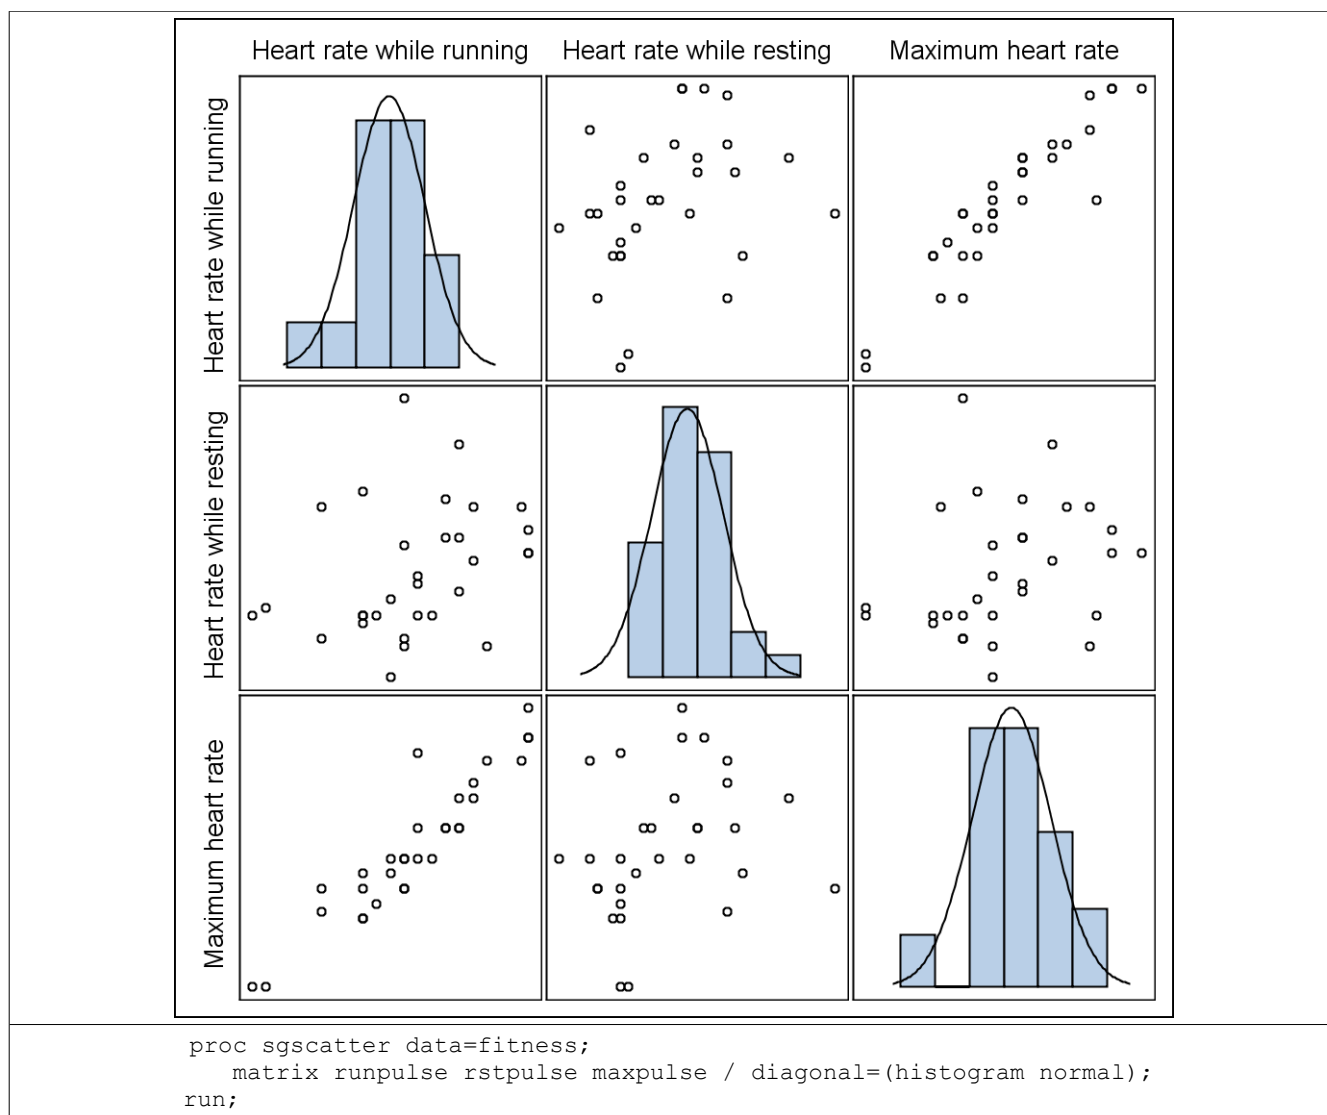 Heart rate while running
Heart rate while resting
Maximum heart rate
Heart rate while running
Heart rate while resting
Maximum heart rate
proc sgscatter data=fitness;
matrix runpulse rstpulse maxpulse / diagonal=(histogram normal);
run;